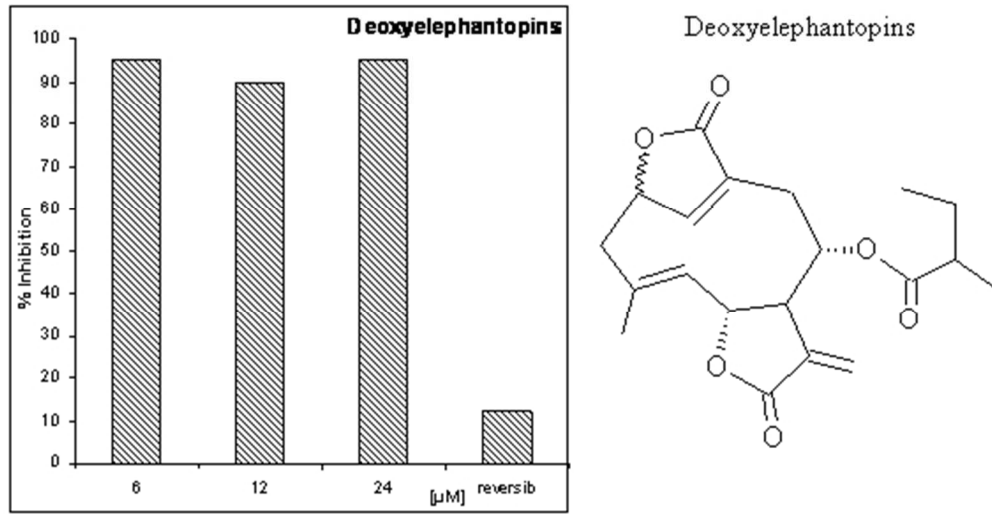 Deoxyelephantopins
100
90
80
70
60
50
40
30
20
10
0
% Inhibition
6 12 24 [µM] reversib
Deoxyelephantopins
O
O
O
O
O
O